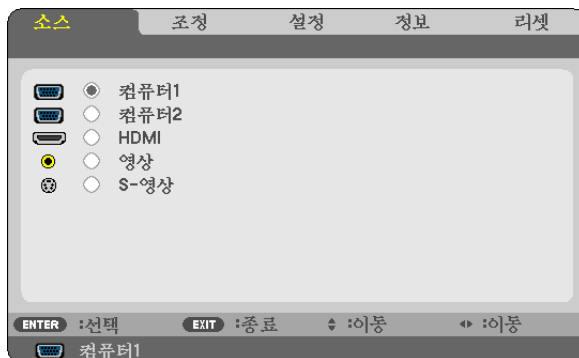 소스 조정 설정 정보 리셋
컴퓨터1
컴퓨터2
HDMI
영상
S-영상
ENTER :선택 EXIT :종료 :이동 :이동
컴퓨터1